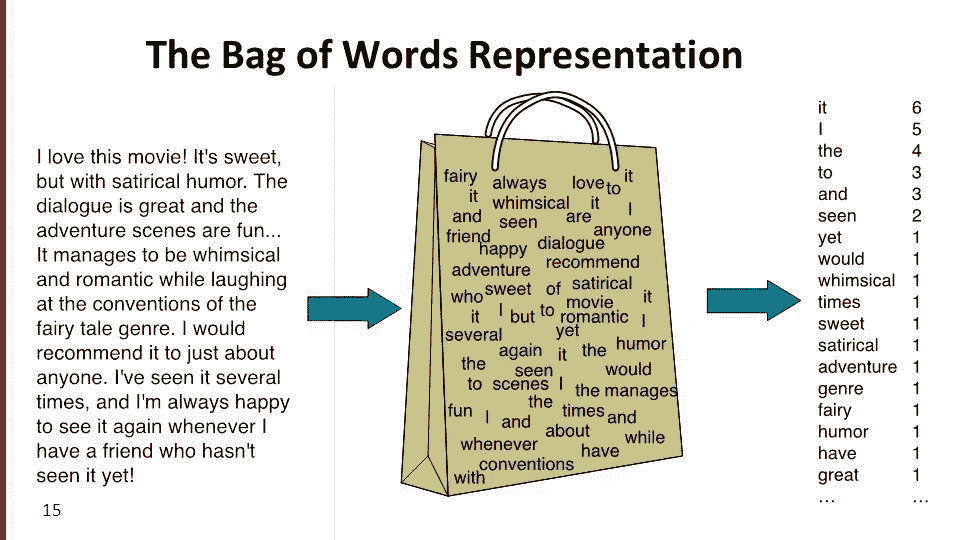 The Bag of Words Representation
I love this movie! It's sweet,
but with satirical humor. The
dialogue is great and the
adventure scenes are fun...
It manages to be whimsical
and romantic while laughing
at the conventions of the
fairy tale genre. I would
recommend it to just about
anyone. I've seen it several
times, and I'm always happy
to see it again whenever I
have a friend who hasn't
seen it yet!
15
fairy always love to it
it whimsical it I
and seen are anyone
friend happy dialogue
adventure recommend
who sweet of satirical
it I but to movie romantic it I
several yet
again it the humor
the seen would
to scenes I the manages
fun I and the times and
about while
whenever have
conventions
with
it 6
I 5
the 4
to 3
and 3
seen 2
yet 1
would 1
whimsical 1
times 1
sweet 1
satirical 1
adventure 1
genre 1
fairy 1
humor 1
have 1
great 1
... ...